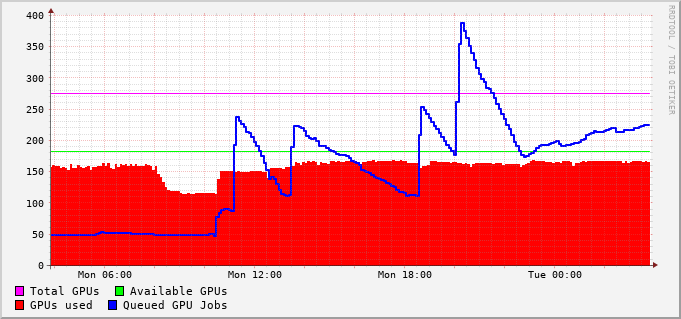 400
350
300
250
200
150
100
50
0
Mon 06:00 Mon 12:00 Mon 18:00 Tue 00:00
Total GPUs Available GPUs
GPUs used Queued GPU Jobs
RRDTOOL / TOBI OETIKER